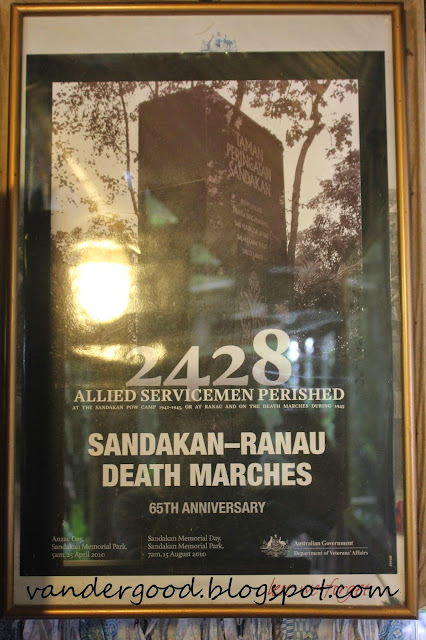 TAMAN
PERINGATAN
SANDAKAN
2428
ALLIED SERVICEMEN PERISHED
AT THE SANDAKAN POW CAMP 1942-1945, OR AT RANAU AND ON THE DEATH MARCHES DURING 1945
SANDAKAN–RANAU
DEATH MARCHES
65TH ANNIVERSARY
Anzac Day,
Sandakan Memorial Park,
5am, 25 April 2010
Sandakan Memorial Day,
Sandakan Memorial Park,
7am, 15 August 2010
Australian Government
Department of Veterans' Affairs
vandergood.blogspot.com